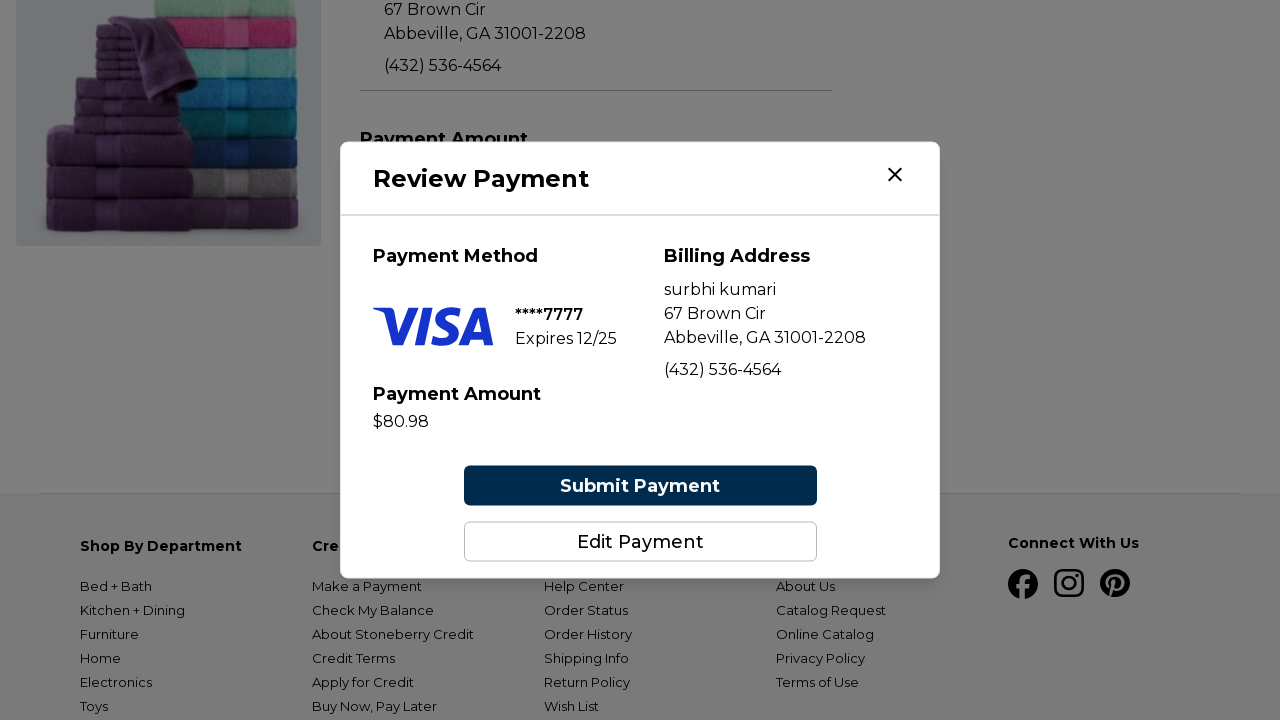 67 Brown Cir
Abbeville, GA 31001-2208
(432) 536-4564
Payment Amount
Review Payment
Payment Method
VISA
****7777
Expires 12/25
Payment Amount
$80.98
Billing Address
surbhi kumari
67 Brown Cir
Abbeville, GA 31001-2208
(432) 536-4564
Submit Payment
Edit Payment
Shop By Department
Bed + Bath
Kitchen + Dining
Furniture
Home
Electronics
Toys
Cre
Make a Payment
Check My Balance
About Stoneberry Credit
Credit Terms
Apply for Credit
Buy Now, Pay Later
Help Center
Order Status
Order History
Shipping Info
Return Policy
Wish List
About Us
Catalog Request
Online Catalog
Privacy Policy
Terms of Use
Connect With Us